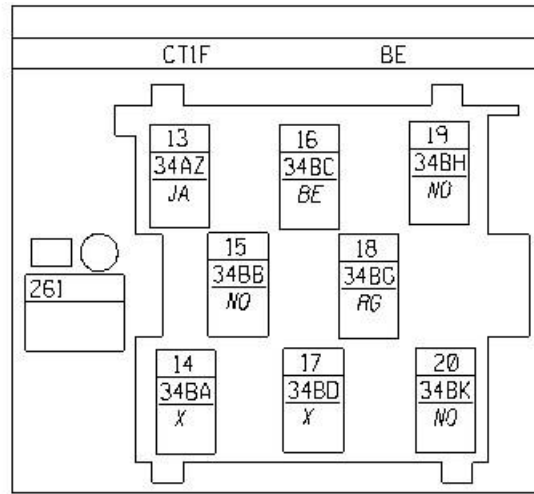 CT1F BE
13
34AZ
JA
16
34BC
BE
19
34BH
NO
15
34BB
NO
18
34BG
RG
261
14
34BA
X
17
34BD
X
20
34BK
NO